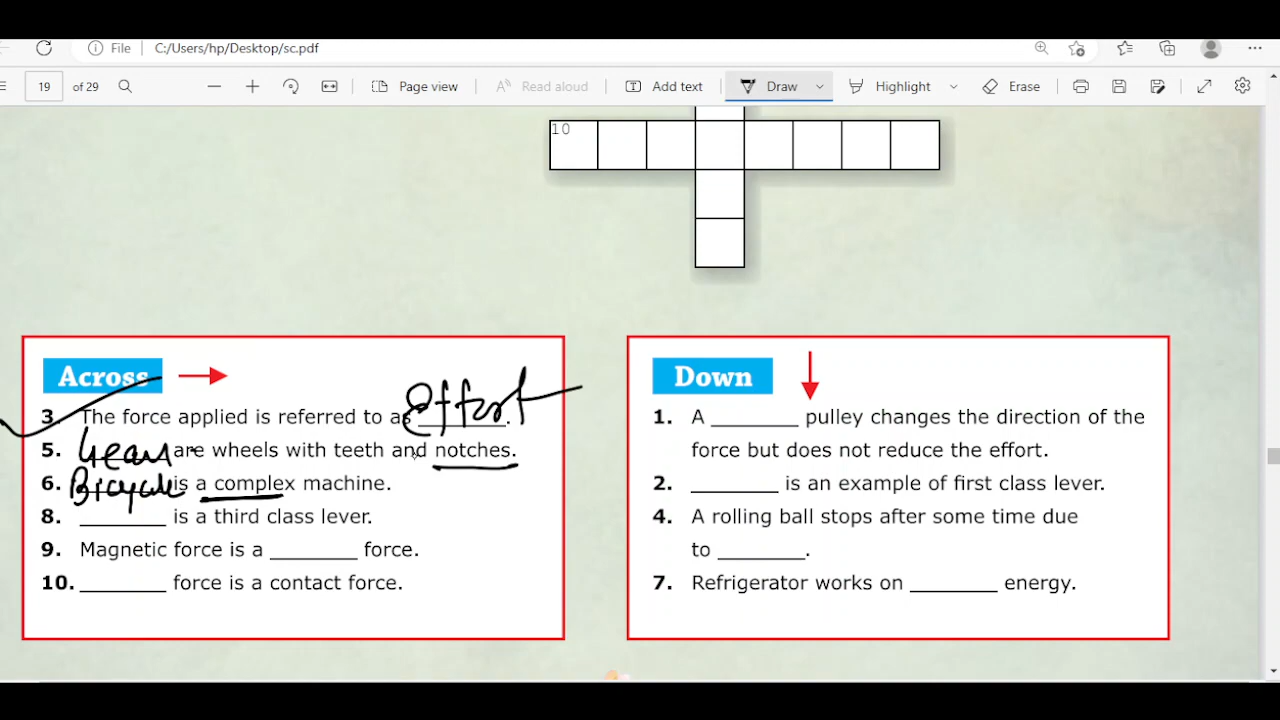 File C:/Users/hp/Desktop/sc.pdf
19 of 29 Page view Read aloud Add text Draw Highlight Erase
10
Across
3. The force applied is referred to as effort.
5. Gears are wheels with teeth and notches.
6. Bicycle is a complex machine.
8. ________ is a third class lever.
9. Magnetic force is a ________ force.
10. ________ force is a contact force.
Down
1. A ________ pulley changes the direction of the
force but does not reduce the effort.
2. ________ is an example of first class lever.
4. A rolling ball stops after some time due
to ________.
7. Refrigerator works on ________ energy.